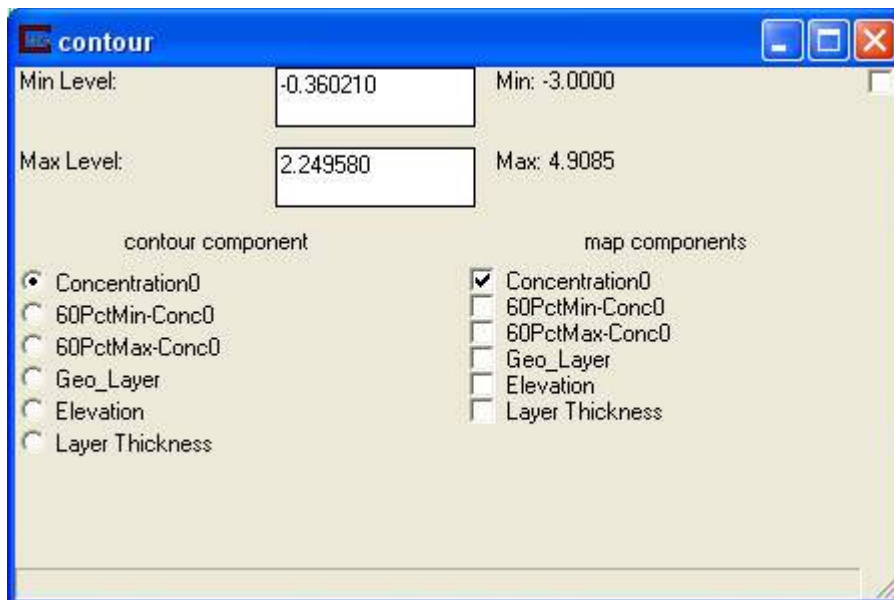 contour
Min Level: -0.360210 Min: -3.0000
Max Level: 2.249580 Max: 4.9085
contour component
Concentration0
60PctMin-Conc0
60PctMax-Conc0
Geo_Layer
Elevation
Layer Thickness
map components
Concentration0
60PctMin-Conc0
60PctMax-Conc0
Geo_Layer
Elevation
Layer Thickness